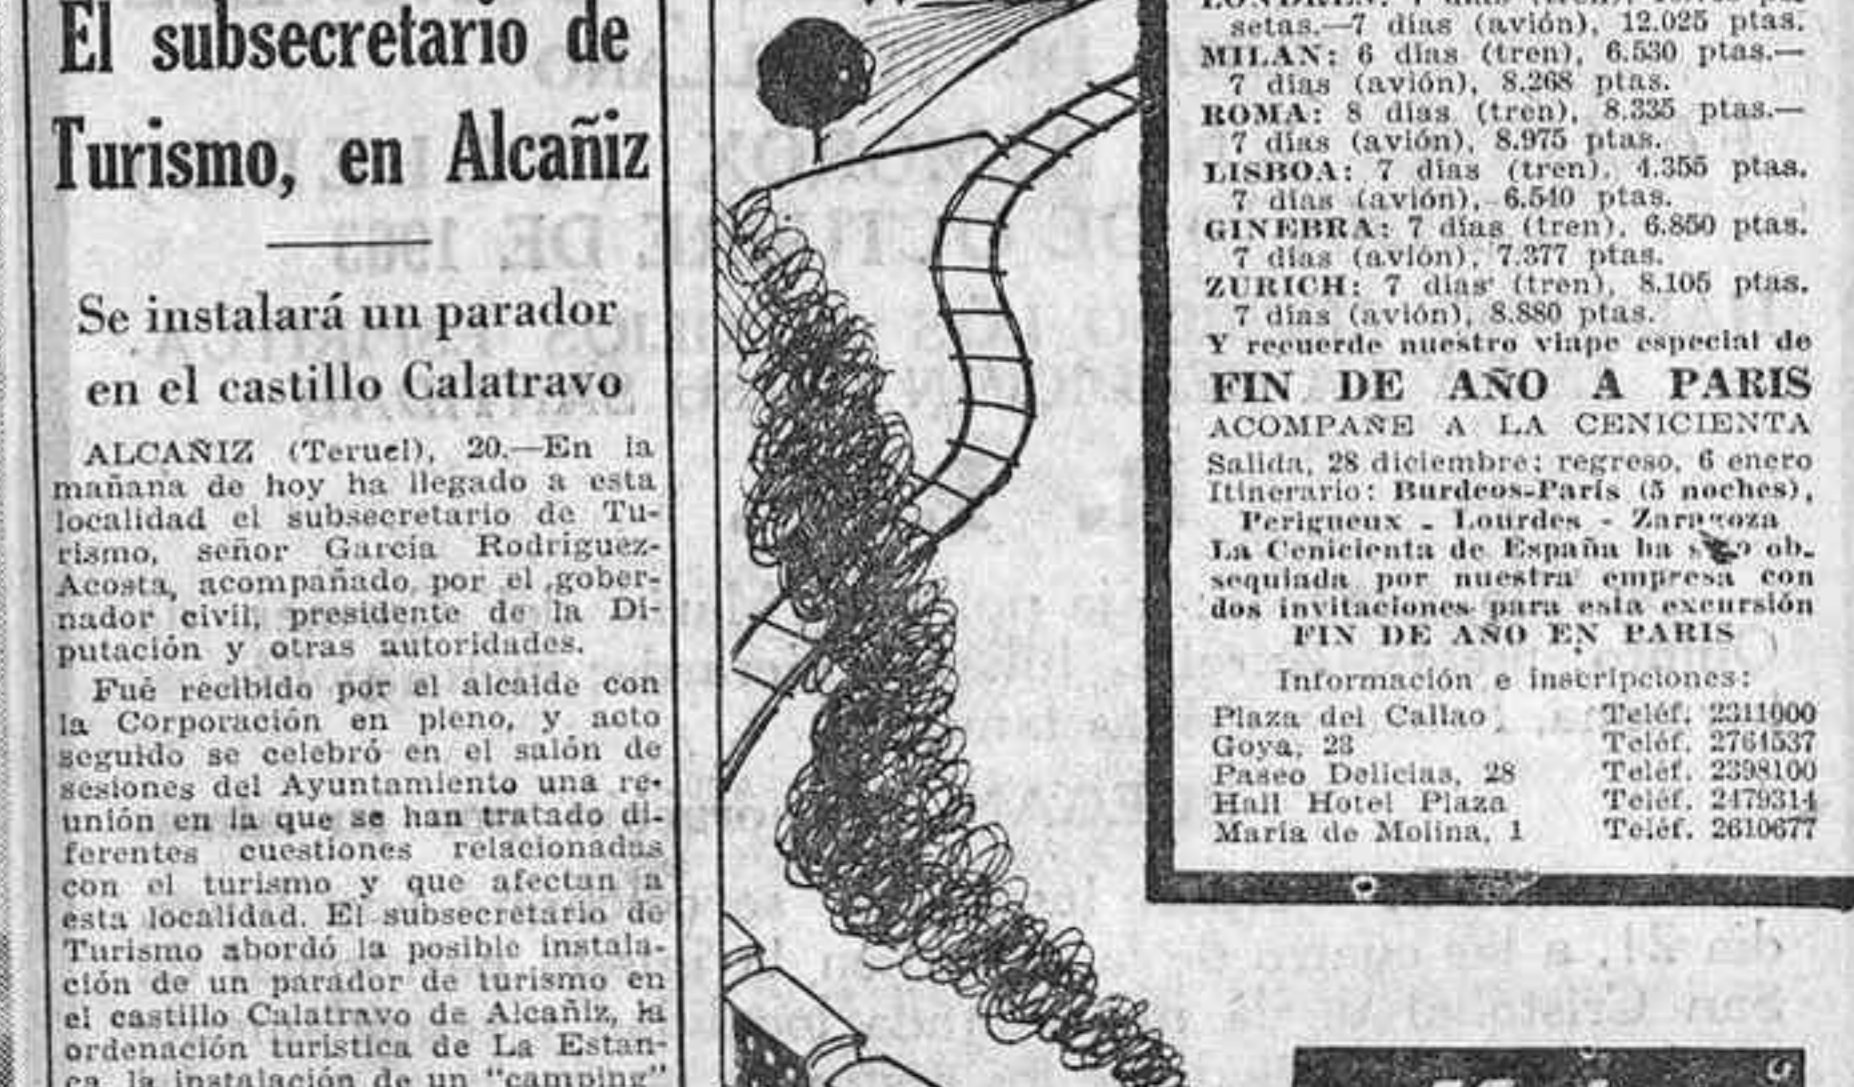 El subsecretario de
Turismo, en Alcañiz
Se instalará un parador
en el castillo Calatravo
ALCAÑIZ (Teruel), 20.—En la
mañana de hoy ha llegado a esta
localidad el subsecretario de Tu-
rismo, señor García Rodríguez-
Acosta, acompañado por el gober-
nador civil, presidente de la Di-
putación y otras autoridades.
Fué recibido por el alcalde con
la Corporación en pleno, y acto
seguido se celebró en el salón de
sesiones del Ayuntamiento una re-
unión en la que se han tratado di-
ferentes cuestiones relacionadas
con el turismo y que afectan a
esta localidad. El subsecretario de
Turismo abordó la posible instala-
ción de un parador de turismo en
el castillo Calatravo de Alcañiz, la
ordenación turística de La Estan-
ca, la instalación de un "camping"
LONDRES: 7 días (tren),
setas.—7 días (avión), 12.025 ptas.
MILAN: 6 días (tren), 6.530 ptas.—
7 días (avión), 8.268 ptas.
ROMA: 8 días (tren), 8.335 ptas.—
7 días (avión), 8.975 ptas.
LISBOA: 7 días (tren), 4.355 ptas.
7 días (avión), 6.540 ptas.
GINEBRA: 7 días (tren), 6.850 ptas.
7 días (avión), 7.377 ptas.
ZURICH: 7 días (tren), 8.105 ptas.
7 días (avión), 8.880 ptas.
Y recuerde nuestro viape especial de
FIN DE AÑO A PARIS
ACOMPAÑE A LA CENICIENTA
Salida, 28 diciembre; regreso, 6 enero
Itinerario: Burdeos-París (5 noches),
Perigueux - Lourdes - Zaragoza
La Cenicienta de España ha sido ob-
sequiada por nuestra empresa con
dos invitaciones para esta excursión
FIN DE AÑO EN PARIS
Información e inscripciones:
Plaza del Callao Teléf. 2311000
Goya, 23 Teléf. 2764537
Paseo Delicias, 28 Teléf. 2398100
Hall Hotel Plaza Teléf. 2479314
María de Molina, 1 Teléf. 2610677